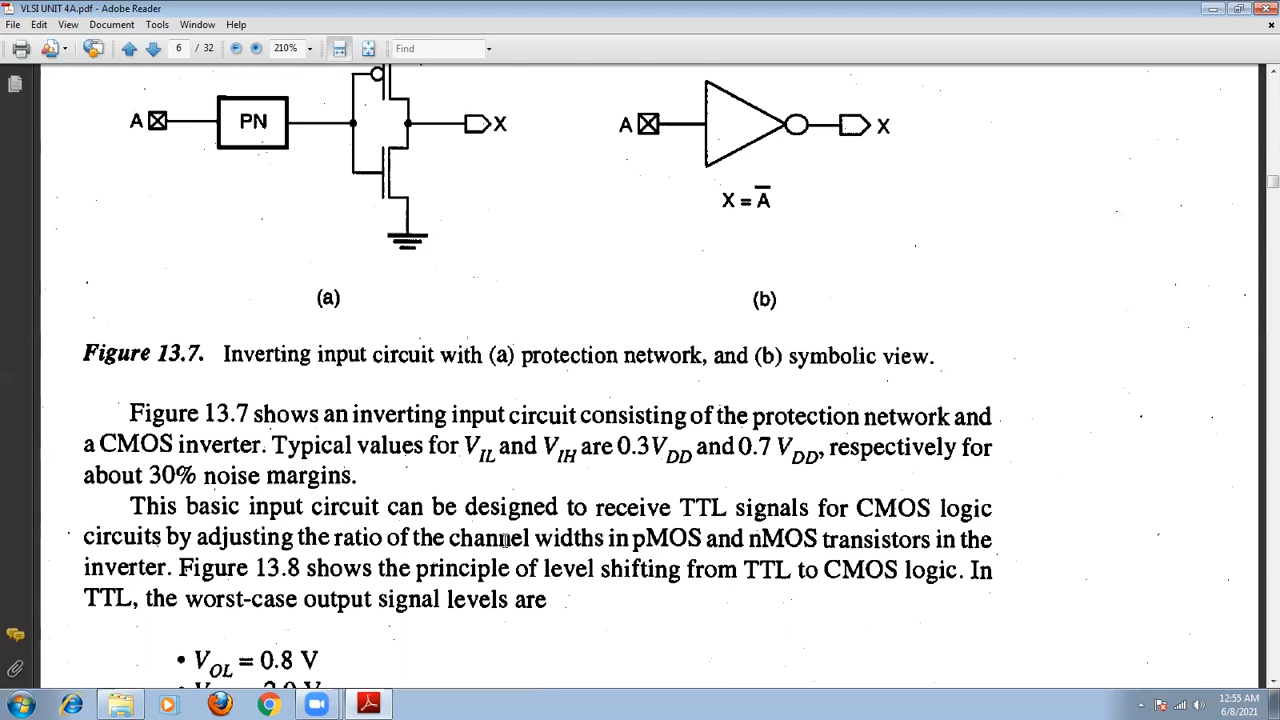 VLSI UNIT 4A.pdf - Adobe Reader
File Edit View Document Tools Window Help
6 / 32 210% Find
A PN X
A X
X = A̅
(a) (b)
Figure 13.7. Inverting input circuit with (a) protection network, and (b) symbolic view.
Figure 13.7 shows an inverting input circuit consisting of the protection network and
a CMOS inverter. Typical values for VIL and VIH are 0.3 VDD and 0.7 VDD, respectively for
about 30% noise margins.
This basic input circuit can be designed to receive TTL signals for CMOS logic
circuits by adjusting the ratio of the channel widths in pMOS and nMOS transistors in the
inverter. Figure 13.8 shows the principle of level shifting from TTL to CMOS logic. In
TTL, the worst-case output signal levels are
• VOL = 0.8 V
12:55 AM
6/8/2021